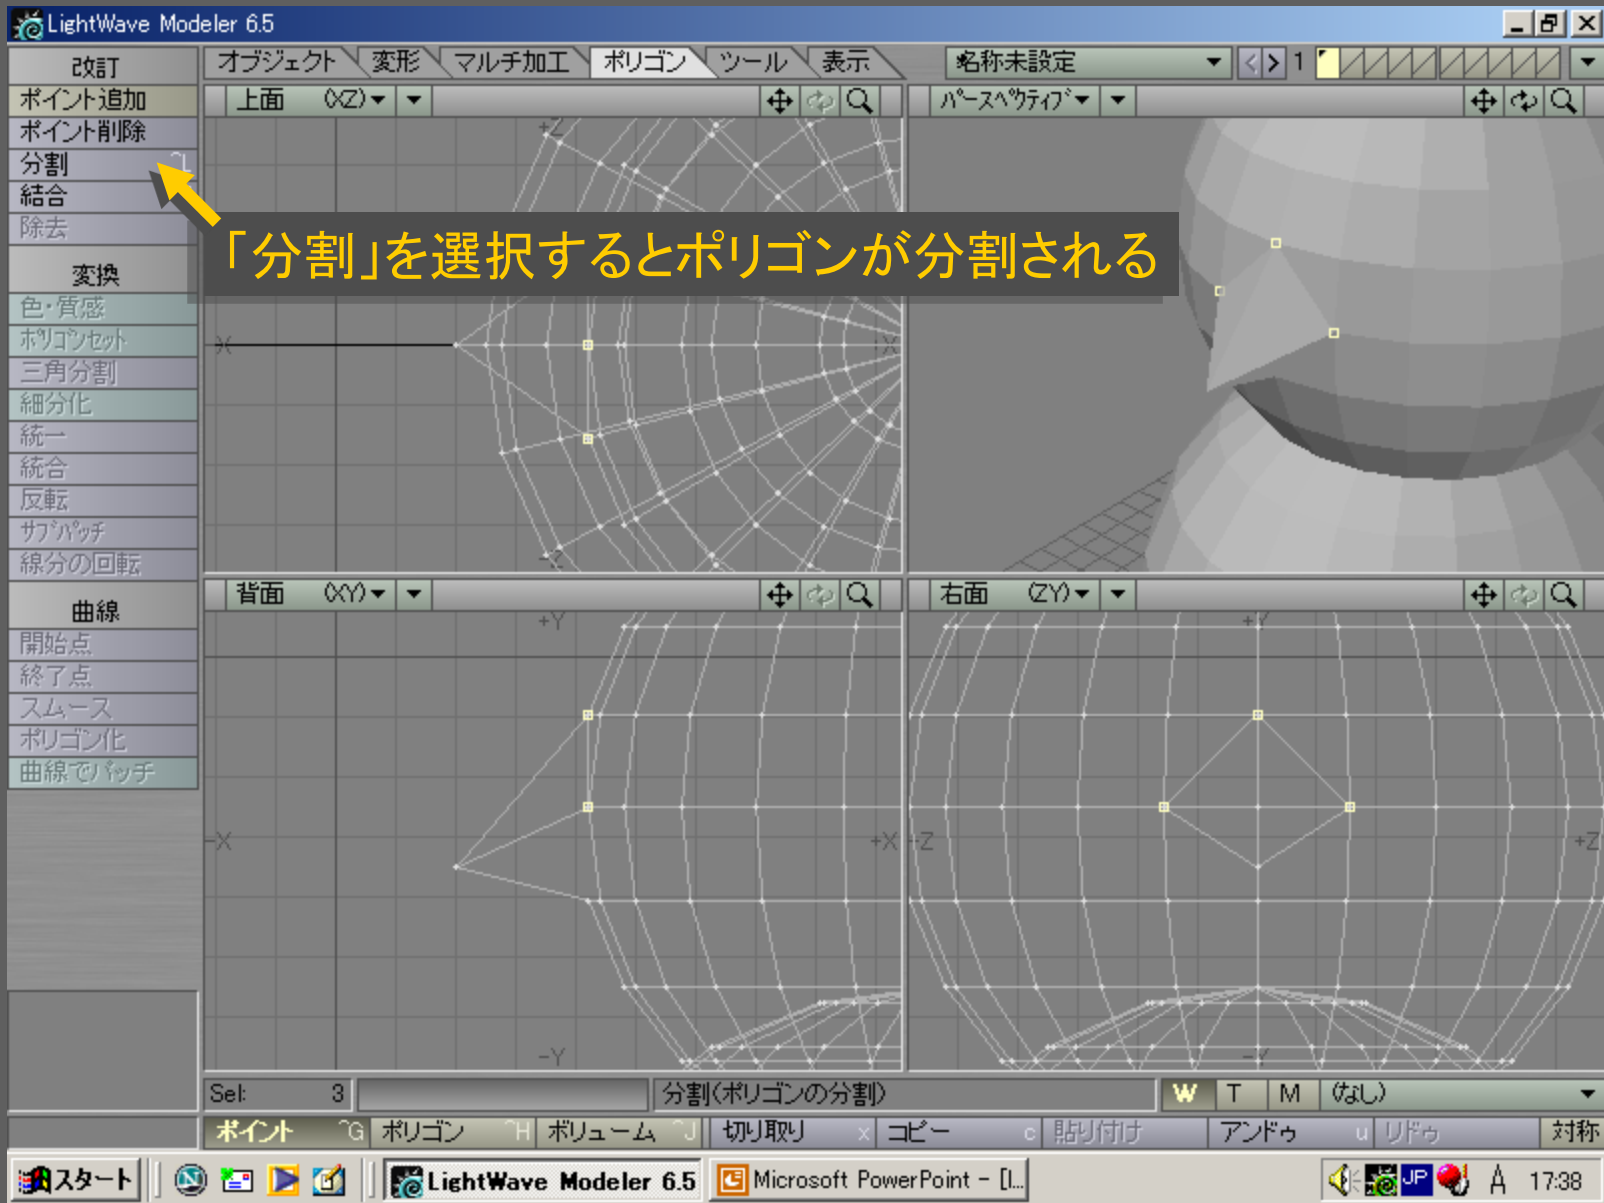 LightWave Modeler 6.5
改訂
オブジェクト 変形 マルチ加工 ポリゴン ツール 表示
名称未設定
1
ポイント追加
ポイント削除
分割 ^L
結合
除去
変換
色・質感
ポリゴンセット
三角分割
細分化
統一
統合
反転
サブパッチ
線分の回転
曲線
開始点
終了点
スムース
ポリゴン化
曲線でパッチ
上面 (XZ)
+Z
-X
+X
-Z
パースペクティブ
「分割」を選択するとポリゴンが分割される
背面 (XY)
+Y
-X
+X
-Y
右面 (ZY)
+Y
-Z
+Z
-Y
Sel: 3
分割(ポリゴンの分割)
W T M (なし)
ポイント ^G ポリゴン ^H ボリューム ^J 切り取り x コピー c 貼り付け アンドゥ u リドゥ 対称
スタート
LightWave Modeler 6.5
Microsoft PowerPoint - [l...
JP
A
17:38